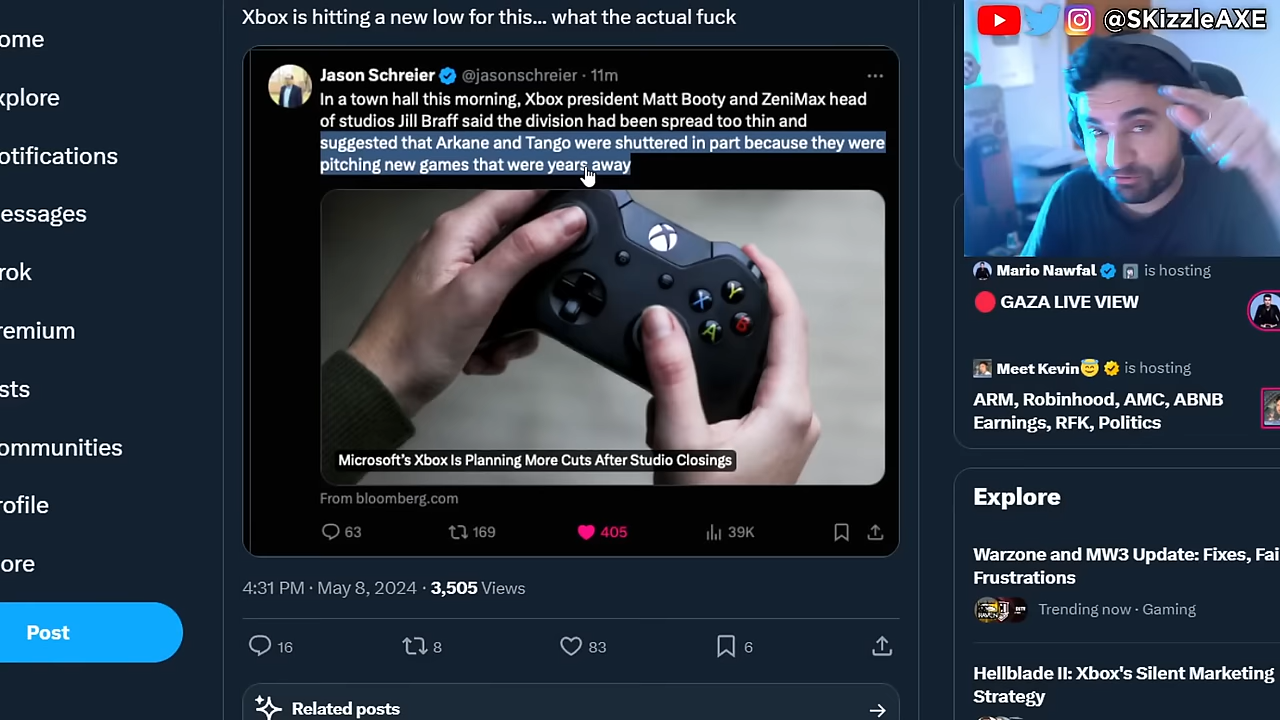 Xbox is hitting a new low for this... what the actual fuck
Jason Schreier @jasonschreier · 11m
In a town hall this morning, Xbox president Matt Booty and ZeniMax head
of studios Jill Braff said the division had been spread too thin and
suggested that Arkane and Tango were shuttered in part because they were
pitching new games that were years away
Microsoft's Xbox Is Planning More Cuts After Studio Closings
From bloomberg.com
63 169 405 39K
4:31 PM · May 8, 2024 · 3,505 Views
16 8 83 6
Related posts
ome
xplore
otifications
essages
rok
remium
sts
ommunities
rofile
ore
Post
@SKizzleAXE
Mario Nawfal is hosting
GAZA LIVE VIEW
Meet Kevin is hosting
ARM, Robinhood, AMC, ABNB
Earnings, RFK, Politics
Explore
Warzone and MW3 Update: Fixes, Fai
Frustrations
Trending now · Gaming
Hellblade II: Xbox's Silent Marketing
Strategy
X
Y
A
B